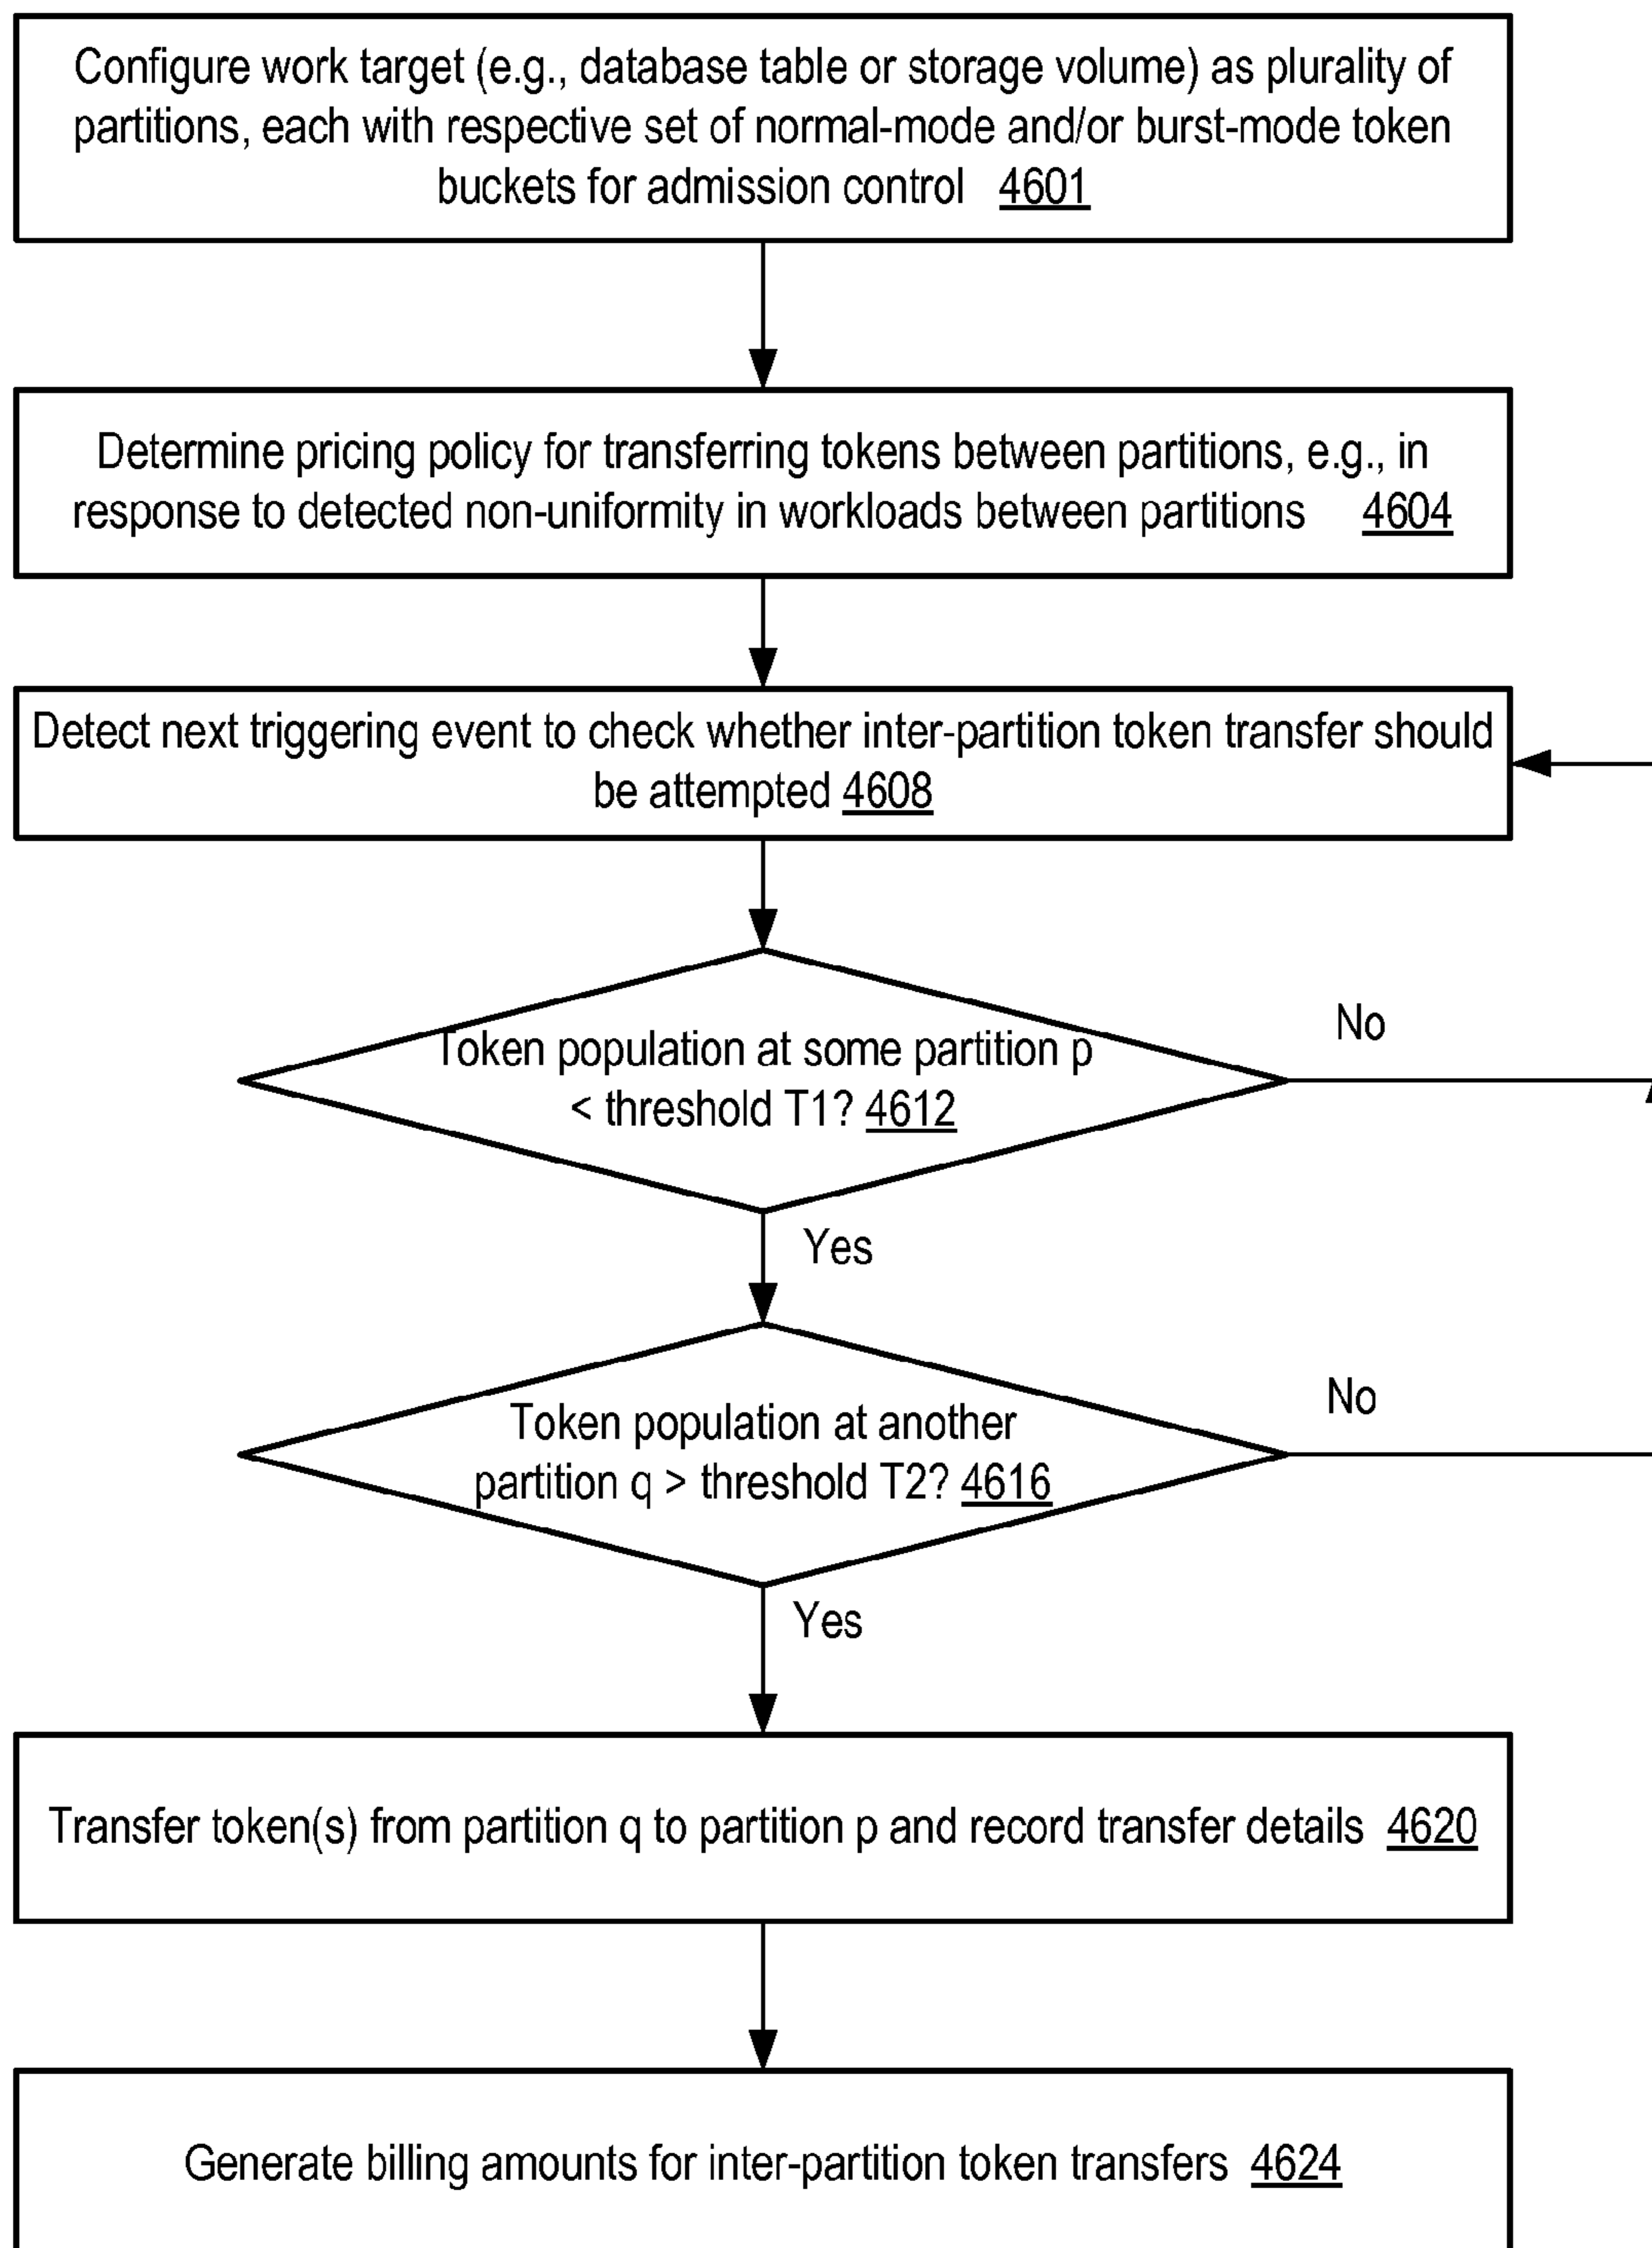 Configure work target (e.g., database table or storage volume) as plurality of
partitions, each with respective set of normal-mode and/or burst-mode token
buckets for admission control 4601
Determine pricing policy for transferring tokens between partitions, e.g., in
response to detected non-uniformity in workloads between partitions 4604
Detect next triggering event to check whether inter-partition token transfer should
be attempted 4608
No
Token population at some partition p
< threshold T1? 4612
Yes
No
Token population at another
partition q > threshold T2? 4616
Yes
Transfer token(s) from partition q to partition p and record transfer details 4620
Generate billing amounts for inter-partition token transfers 4624